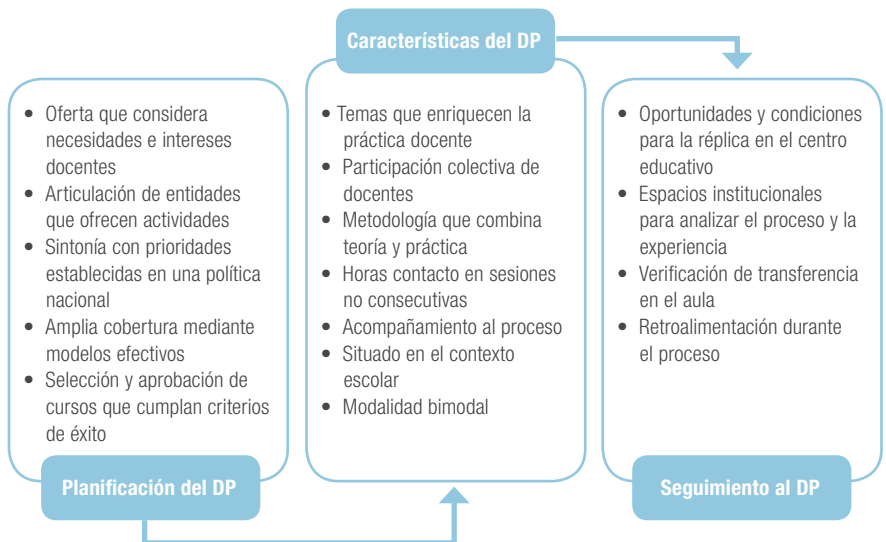 Características del DP
• Oferta que considera
necesidades e intereses
docentes
• Articulación de entidades
que ofrecen actividades
• Sintonía con prioridades
establecidas en una política
nacional
• Amplia cobertura mediante
modelos efectivos
• Selección y aprobación de
cursos que cumplan criterios
de éxito
Planificación del DP
• Temas que enriquecen la
práctica docente
• Participación colectiva de
docentes
• Metodología que combina
teoría y práctica
• Horas contacto en sesiones
no consecutivas
• Acompañamiento al proceso
• Situado en el contexto
escolar
• Modalidad bimodal
• Oportunidades y condiciones
para la réplica en el centro
educativo
• Espacios institucionales
para analizar el proceso y la
experiencia
• Verificación de transferencia
en el aula
• Retroalimentación durante
el proceso
Seguimiento al DP